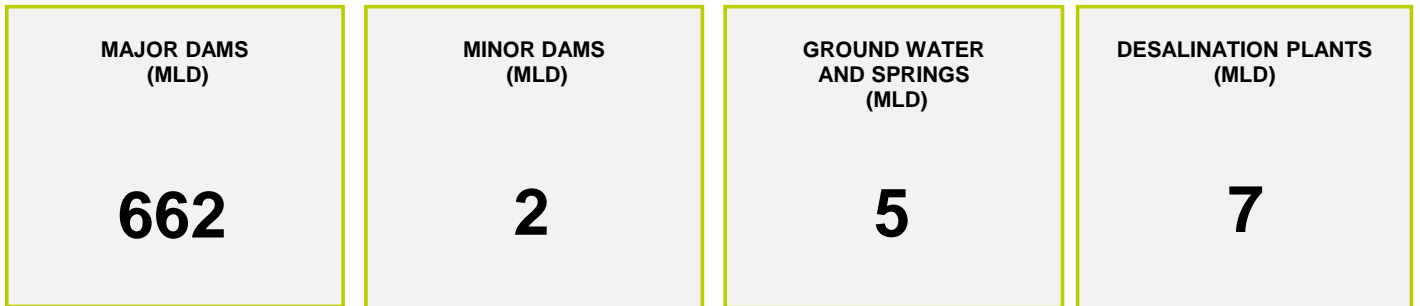 MAJOR DAMS
(MLD)
662
MINOR DAMS
(MLD)
2
GROUND WATER
AND SPRINGS
(MLD)
5
DESALINATION PLANTS
(MLD)
7